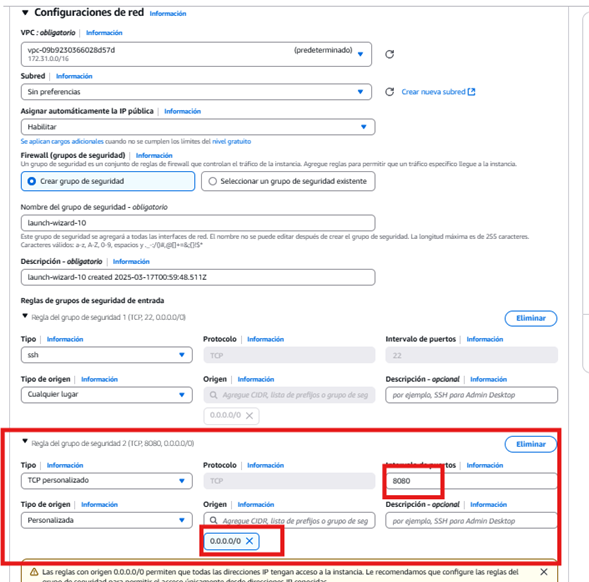 ▼ Configuraciones de red Información
VPC : obligatorio | Información
vpc-09b9230366028d57d (predeterminado)
172.31.0.0/16
Subred | Información
Sin preferencias
Crear nueva subred
Asignar automáticamente la IP pública | Información
Habilitar
Se aplican cargos adicionales cuando no se cumplen los límites del nivel gratuito
Firewall (grupos de seguridad) | Información
Un grupo de seguridad es un conjunto de reglas de firewall que controlan el tráfico de la instancia. Agregue reglas para permitir que un tráfico específico llegue a la instancia.
Crear grupo de seguridad
Seleccionar un grupo de seguridad existente
Nombre del grupo de seguridad - obligatorio
launch-wizard-10
Este grupo de seguridad se agregará a todas las interfaces de red. El nombre no se puede editar después de crear el grupo de seguridad. La longitud máxima es de 255 caracteres.
Caracteres válidos: a-z, A-Z, 0-9, espacios y
Descripción - obligatorio | Información
launch-wizard-10 created 2025-03-17T00:59:48.511Z
Reglas de grupos de seguridad de entrada
▼ Regla del grupo de seguridad 1 (TCP, 22, 0.0.0.0/0) Eliminar
Tipo | Información Protocolo | Información Intervalo de puertos | Información
ssh TCP 22
Tipo de origen | Información Origen | Información Descripción - opcional | Información
Cualquier lugar Agregue CIDR, lista de prefijos o grupo de seg por ejemplo, SSH para Admin Desktop
0.0.0.0/0 ✕
▼ Regla del grupo de seguridad 2 (TCP, 8080, 0.0.0.0/0) Eliminar
Tipo | Información Protocolo | Información Intervalo de puertos | Información
TCP personalizado TCP 8080
Tipo de origen | Información Origen | Información Descripción - opcional | Información
Personalizada Agregue CIDR, lista de prefijos o grupo de seg por ejemplo, SSH para Admin Desktop
0.0.0.0/0 ✕
Las reglas con origen 0.0.0.0/0 permiten que todas las direcciones IP tengan acceso a la instancia. Le recomendamos que configure las reglas del
grupo de seguridad para permitir el acceso únicamente desde direcciones IP conocidas.